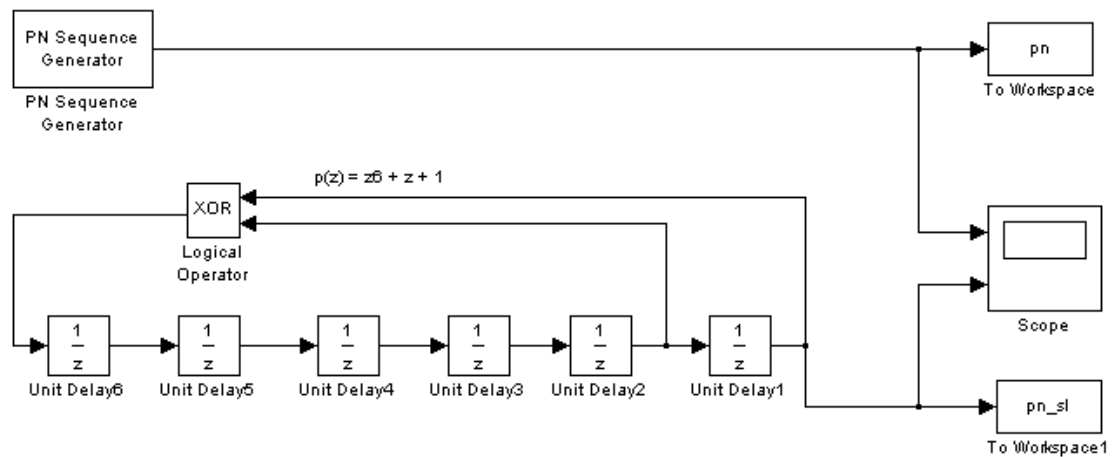 PN Sequence
Generator
PN Sequence
Generator
pn
To Workspace
p(z) = z6 + z + 1
XOR
Logical
Operator
Scope
1
z
Unit Delay6
1
z
Unit Delay5
1
z
Unit Delay4
1
z
Unit Delay3
1
z
Unit Delay2
1
z
Unit Delay1
pn_sl
To Workspace1